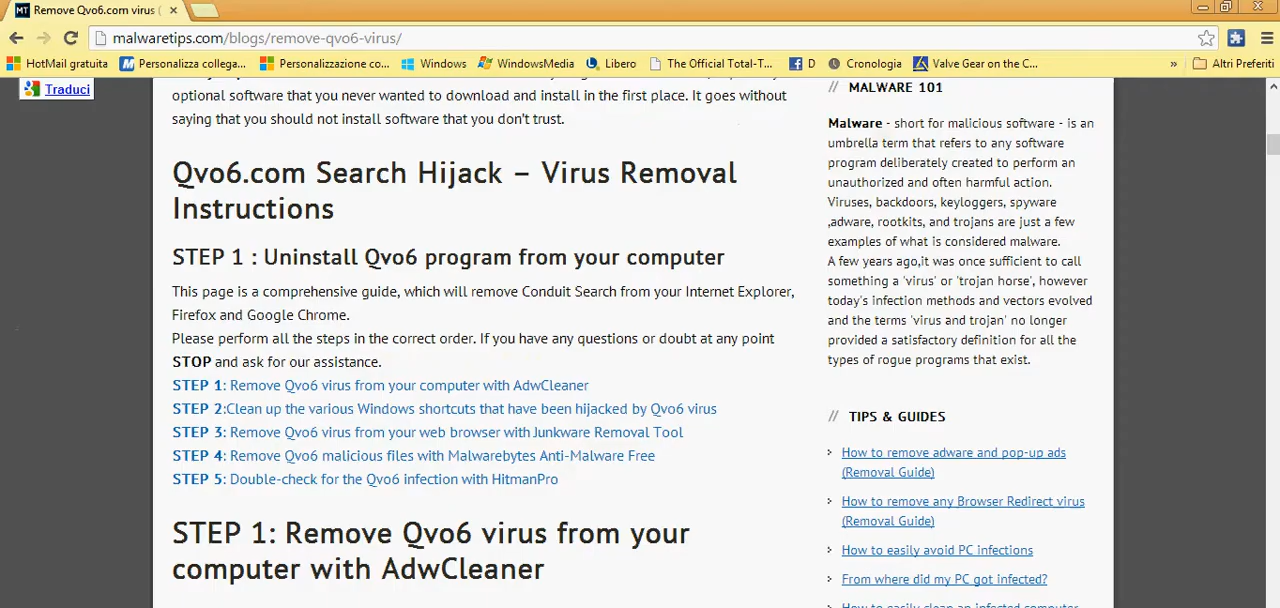 Remove Qvo6.com virus (
malwaretips.com/blogs/remove-qvo6-virus/
HotMail gratuita
Personalizza collega...
Personalizzazione co...
Windows
WindowsMedia
Libero
The Official Total-T...
D
Cronologia
Valve Gear on the C...
»
Altri Preferiti
Traduci
optional software that you never wanted to download and install in the first place. It goes without
saying that you should not install software that you don't trust.
Qvo6.com Search Hijack – Virus Removal
Instructions
STEP 1 : Uninstall Qvo6 program from your computer
This page is a comprehensive guide, which will remove Conduit Search from your Internet Explorer,
Firefox and Google Chrome.
Please perform all the steps in the correct order. If you have any questions or doubt at any point
STOP and ask for our assistance.
STEP 1: Remove Qvo6 virus from your computer with AdwCleaner
STEP 2:Clean up the various Windows shortcuts that have been hijacked by Qvo6 virus
STEP 3: Remove Qvo6 virus from your web browser with Junkware Removal Tool
STEP 4: Remove Qvo6 malicious files with Malwarebytes Anti-Malware Free
STEP 5: Double-check for the Qvo6 infection with HitmanPro
STEP 1: Remove Qvo6 virus from your
computer with AdwCleaner
// MALWARE 101
Malware - short for malicious software - is an
umbrella term that refers to any software
program deliberately created to perform an
unauthorized and often harmful action.
Viruses, backdoors, keyloggers, spyware
,adware, rootkits, and trojans are just a few
examples of what is considered malware.
A few years ago,it was once sufficient to call
something a 'virus' or 'trojan horse', however
today's infection methods and vectors evolved
and the terms 'virus and trojan' no longer
provided a satisfactory definition for all the
types of rogue programs that exist.
// TIPS & GUIDES
How to remove adware and pop-up ads
(Removal Guide)
How to remove any Browser Redirect virus
(Removal Guide)
How to easily avoid PC infections
From where did my PC got infected?
How to easily clean an infected computer